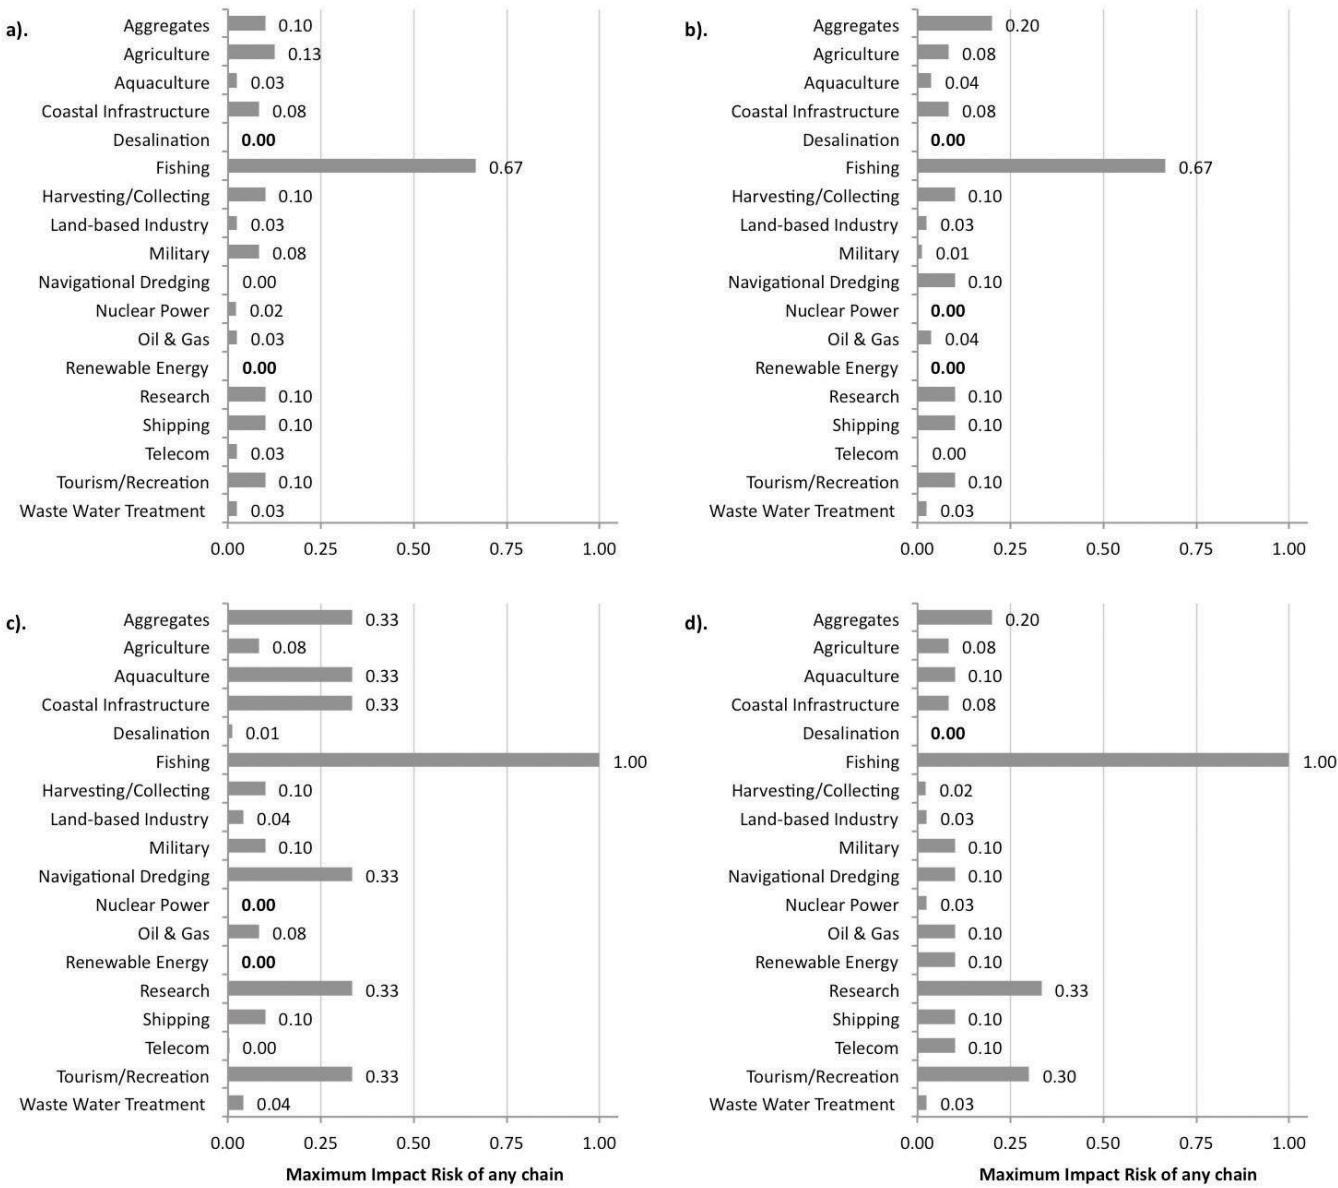 a).
Aggregates 0.10
Agriculture 0.13
Aquaculture 0.03
Coastal Infrastructure 0.08
Desalination 0.00
Fishing 0.67
Harvesting/Collecting 0.10
Land-based Industry 0.03
Military 0.08
Navigational Dredging 0.00
Nuclear Power 0.02
Oil & Gas 0.03
Renewable Energy 0.00
Research 0.10
Shipping 0.10
Telecom 0.03
Tourism/Recreation 0.10
Waste Water Treatment 0.03
0.00 0.25 0.50 0.75 1.00
b).
Aggregates 0.20
Agriculture 0.08
Aquaculture 0.04
Coastal Infrastructure 0.08
Desalination 0.00
Fishing 0.67
Harvesting/Collecting 0.10
Land-based Industry 0.03
Military 0.01
Navigational Dredging 0.10
Nuclear Power 0.00
Oil & Gas 0.04
Renewable Energy 0.00
Research 0.10
Shipping 0.10
Telecom 0.00
Tourism/Recreation 0.10
Waste Water Treatment 0.03
0.00 0.25 0.50 0.75 1.00
c).
Aggregates 0.33
Agriculture 0.08
Aquaculture 0.33
Coastal Infrastructure 0.33
Desalination 0.01
Fishing 1.00
Harvesting/Collecting 0.10
Land-based Industry 0.04
Military 0.10
Navigational Dredging 0.33
Nuclear Power 0.00
Oil & Gas 0.08
Renewable Energy 0.00
Research 0.33
Shipping 0.10
Telecom 0.00
Tourism/Recreation 0.33
Waste Water Treatment 0.04
0.00 0.25 0.50 0.75 1.00
Maximum Impact Risk of any chain
d).
Aggregates 0.20
Agriculture 0.08
Aquaculture 0.10
Coastal Infrastructure 0.08
Desalination 0.00
Fishing 1.00
Harvesting/Collecting 0.02
Land-based Industry 0.03
Military 0.10
Navigational Dredging 0.10
Nuclear Power 0.03
Oil & Gas 0.10
Renewable Energy 0.10
Research 0.33
Shipping 0.10
Telecom 0.10
Tourism/Recreation 0.30
Waste Water Treatment 0.03
0.00 0.25 0.50 0.75 1.00
Maximum Impact Risk of any chain